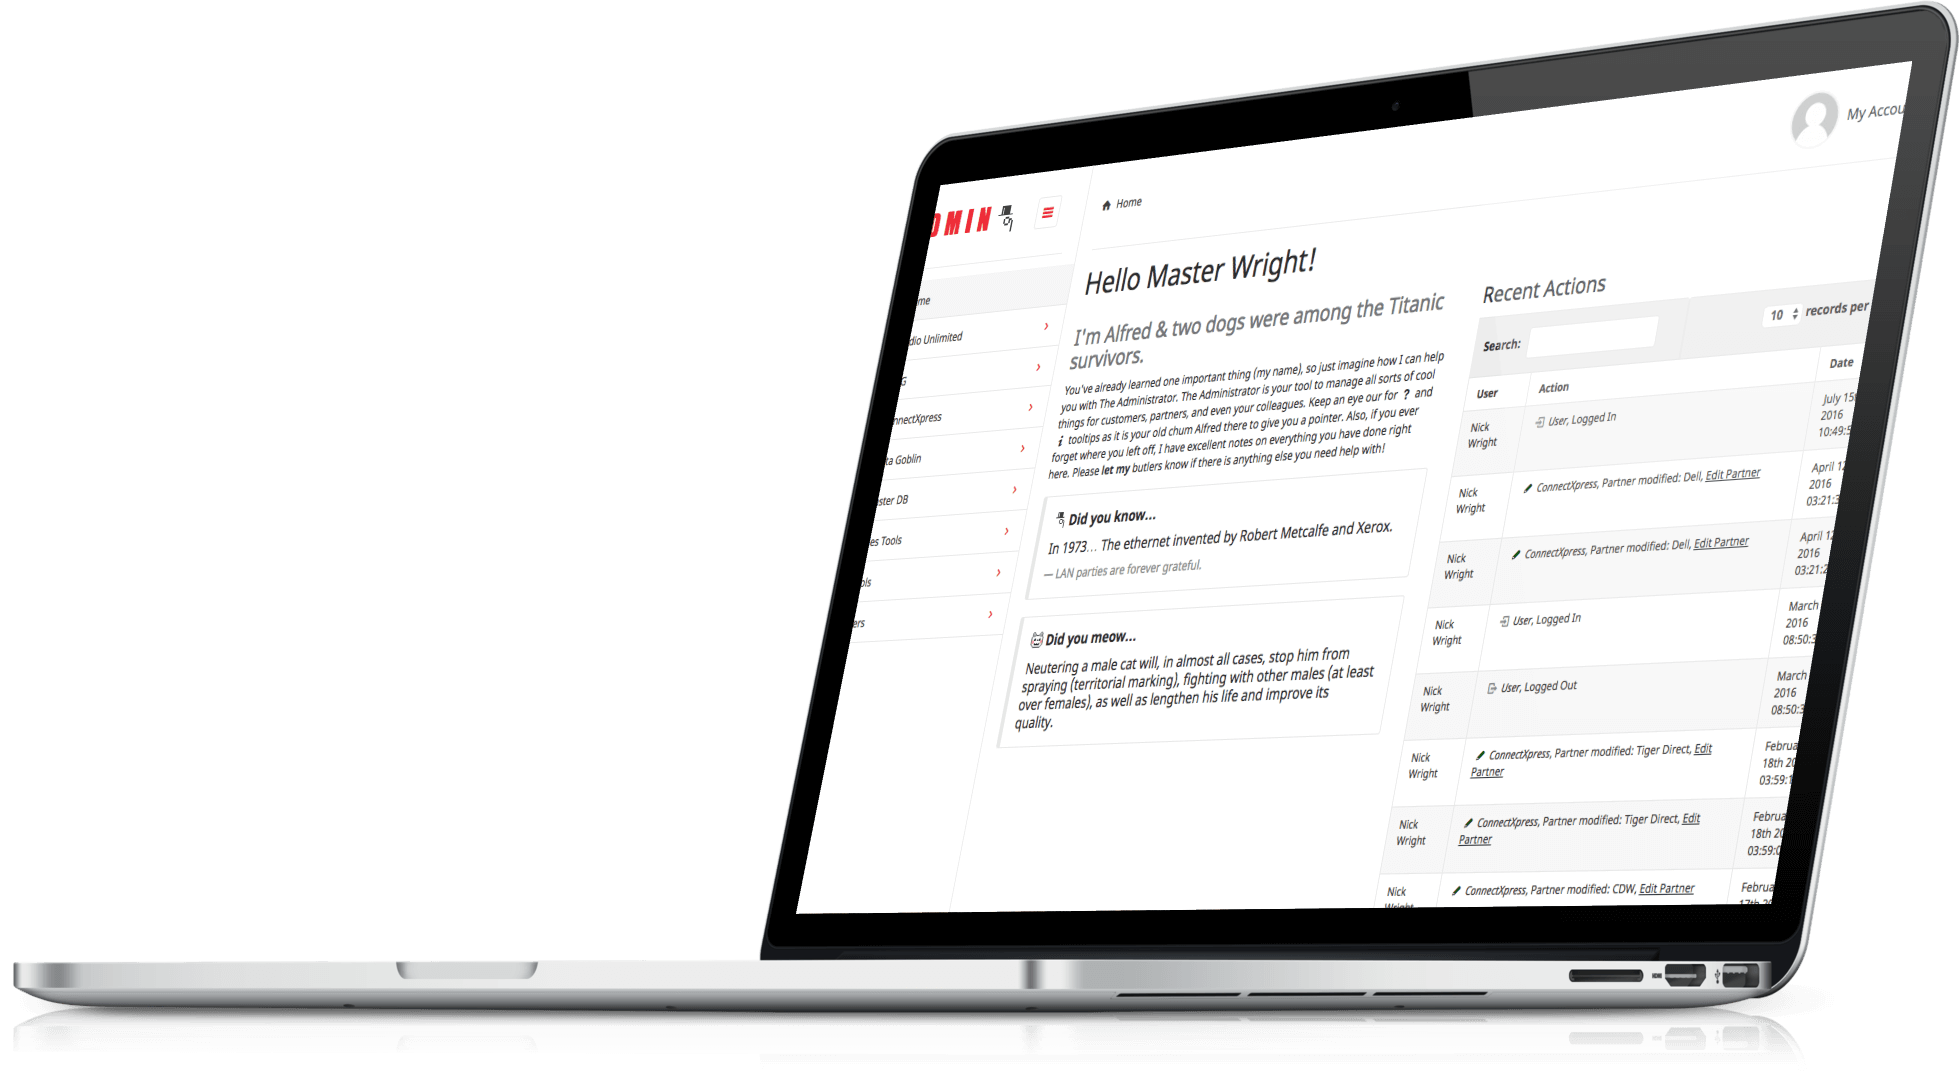 DMIN
Home
My Accou
me
dio Unlimited
G
nnectXpress
ta Goblin
ster DB
es Tools
ols
ers
Hello Master Wright!
I'm Alfred & two dogs were among the Titanic
survivors.
You've already learned one important thing (my name), so just imagine how I can help
you with The Administrator. The Administrator is your tool to manage all sorts of cool
things for customers, partners, and even your colleagues. Keep an eye our for ? and
i tooltips as it is your old chum Alfred there to give you a pointer. Also, if you ever
forget where you left off, I have excellent notes on everything you have done right
here. Please let my butlers know if there is anything else you need help with!
Did you know...
In 1973... The ethernet invented by Robert Metcalfe and Xerox.
— LAN parties are forever grateful.
Did you meow...
Neutering a male cat will, in almost all cases, stop him from
spraying (territorial marking), fighting with other males (at least
over females), as well as lengthen his life and improve its
quality.
Recent Actions
Search:
10 records per
User Action Date
Nick Wright User, Logged In July 15th
2016
10:49:5
Nick Wright ConnectXpress, Partner modified: Dell, Edit Partner April 12
2016
03:21:3
Nick Wright ConnectXpress, Partner modified: Dell, Edit Partner April 12
2016
03:21:2
Nick Wright User, Logged In March
2016
08:50:3
Nick Wright User, Logged Out March
2016
08:50:3
Nick Wright ConnectXpress, Partner modified: Tiger Direct, Edit
Partner
Februa
18th 20
03:59:1
Nick Wright ConnectXpress, Partner modified: Tiger Direct, Edit
Partner
Februa
18th 20
03:59:0
Nick Wright ConnectXpress, Partner modified: CDW, Edit Partner Februa
17th 20